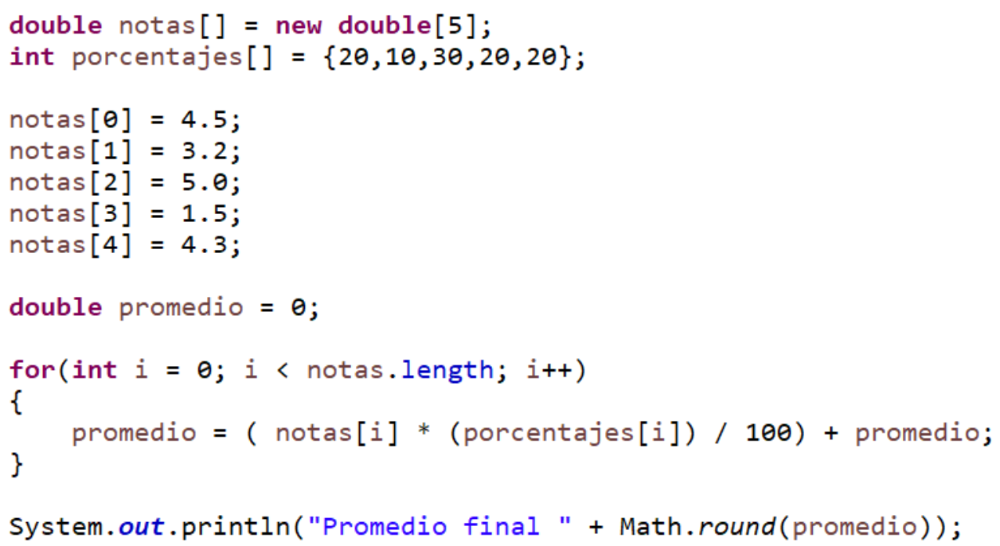 double notas[] = new double[5];
int porcentajes[] = {20,10,30,20,20};
notas[0] = 4.5;
notas[1] = 3.2;
notas[2] = 5.0;
notas[3] = 1.5;
notas[4] = 4.3;
double promedio = 0;
for(int i = 0; i < notas.length; i++)
{
promedio = ( notas[i] * (porcentajes[i]) / 100) + promedio;
}
System.out.println("Promedio final " + Math.round(promedio));